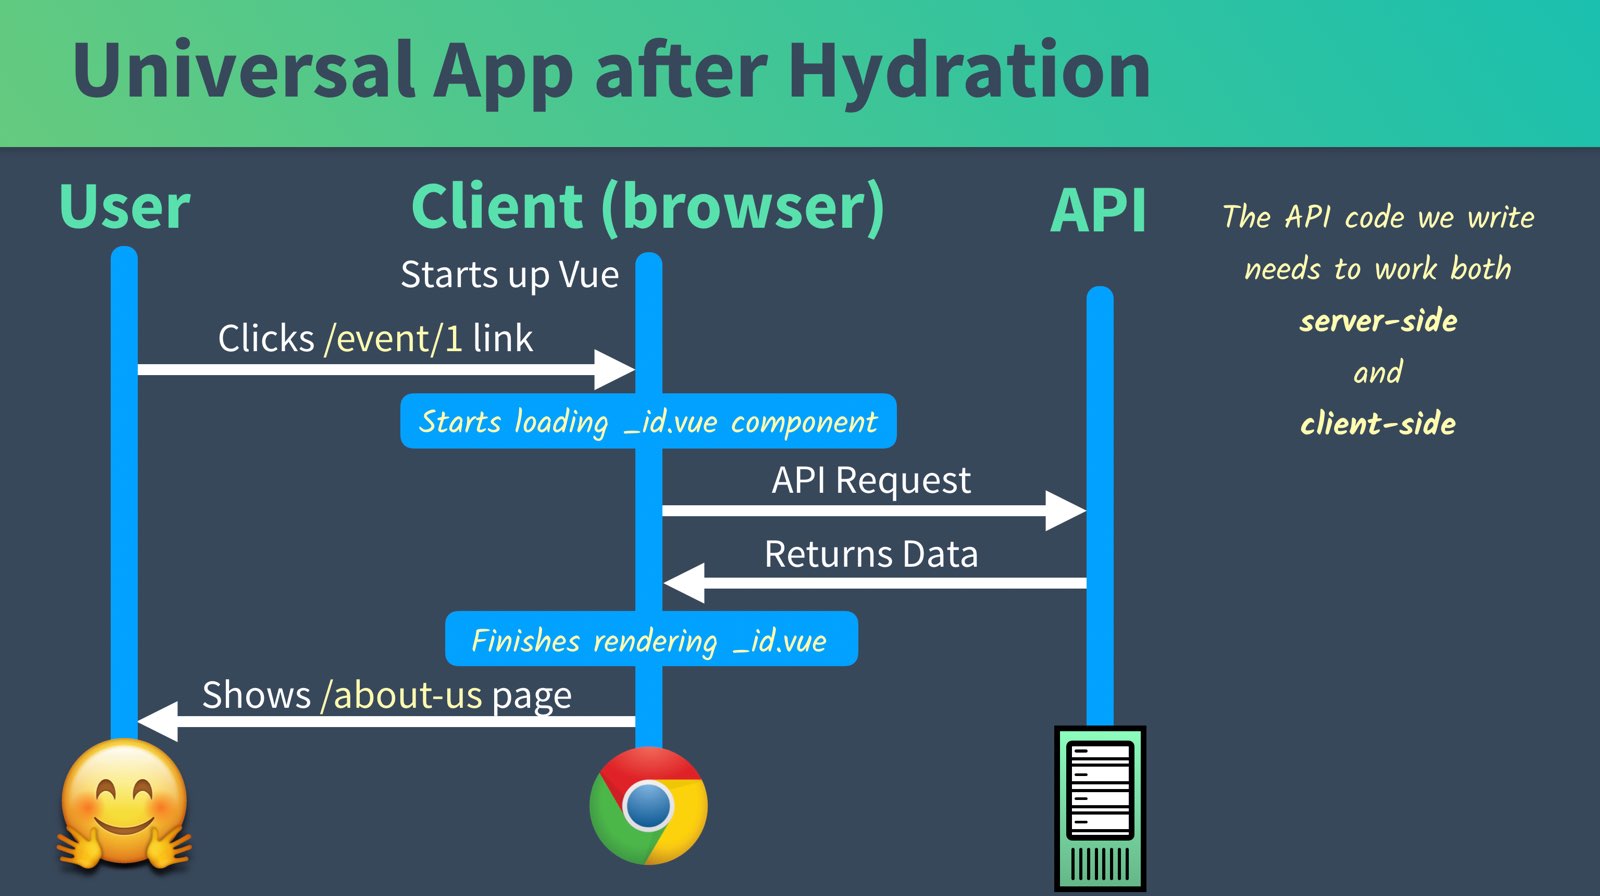 Universal App after Hydration
User
Client (browser)
API
Starts up Vue
Clicks /event/1 link
Starts loading _id.vue component
API Request
Returns Data
Finishes rendering _id.vue
Shows /about-us page
The API code we write
needs to work both
server-side
and
client-side